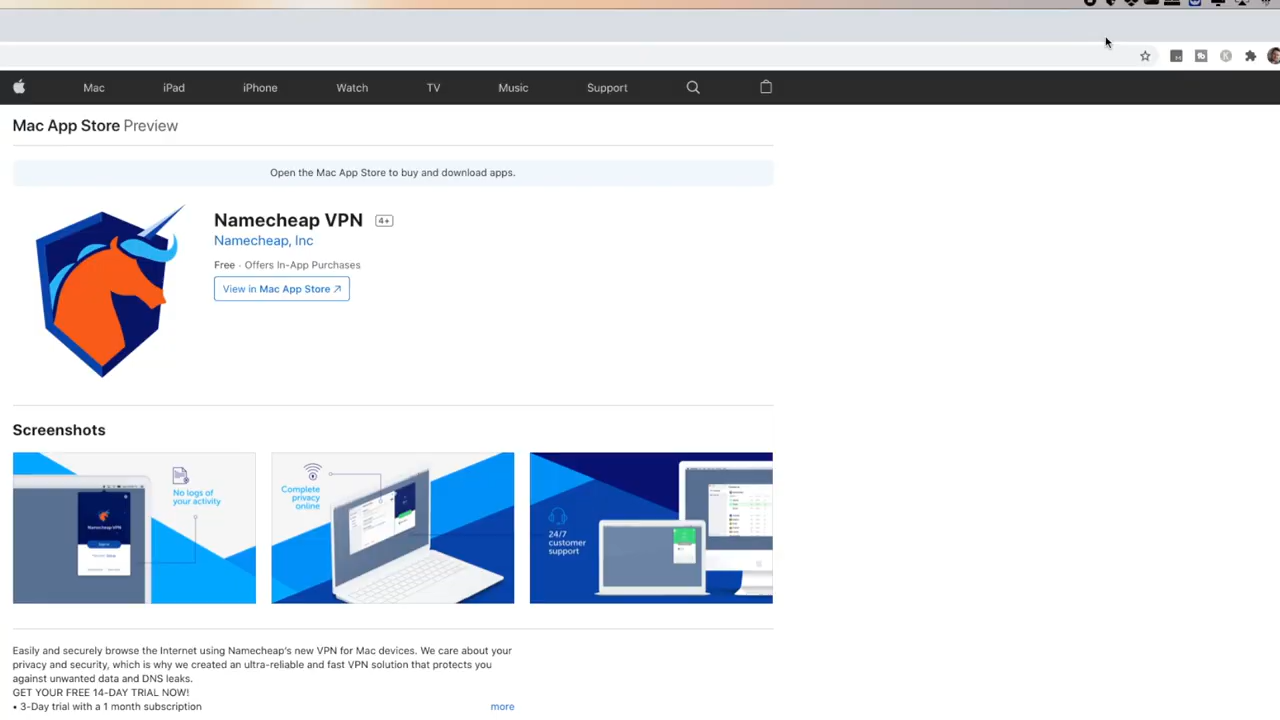 Mac iPad iPhone Watch TV Music Support
Mac App Store Preview
Open the Mac App Store to buy and download apps.
Namecheap VPN 4+
Namecheap, Inc
Free · Offers In-App Purchases
View in Mac App Store ↗
Screenshots
No logs of
your activity
Namecheap VPN
Complete
privacy
online
24/7
customer
support
Easily and securely browse the Internet using Namecheap's new VPN for Mac devices. We care about your
privacy and security, which is why we created an ultra-reliable and fast VPN solution that protects you
against unwanted data and DNS leaks.
GET YOUR FREE 14-DAY TRIAL NOW!
• 3-Day trial with a 1 month subscription more